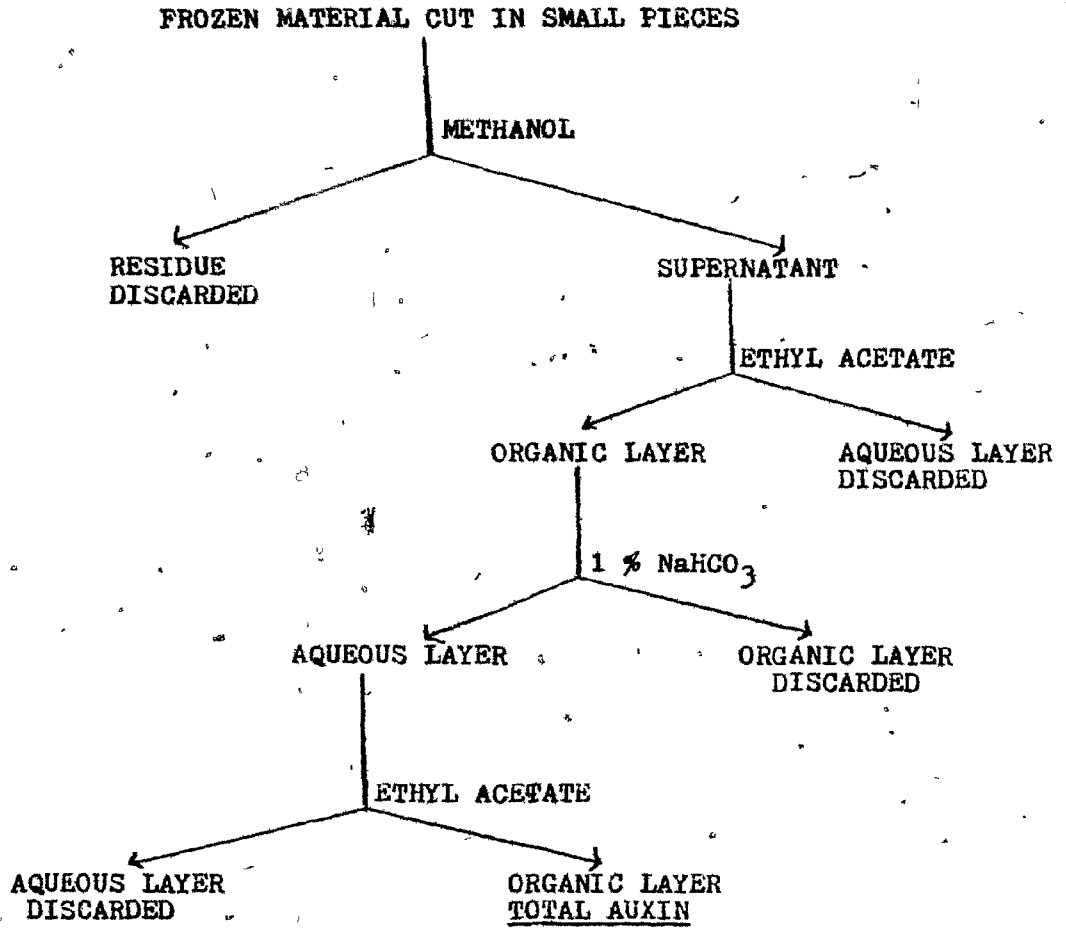 FROZEN MATERIAL CUT IN SMALL PIECES
METHANOL
RESIDUE
DISCARDED
SUPERNATANT
ETHYL ACETATE
ORGANIC LAYER
AQUEOUS LAYER
DISCARDED
1 % NaHCO3
AQUEOUS LAYER
ORGANIC LAYER
DISCARDED
ETHYL ACETATE
AQUEOUS LAYER
DISCARDED
ORGANIC LAYER
TOTAL AUXIN